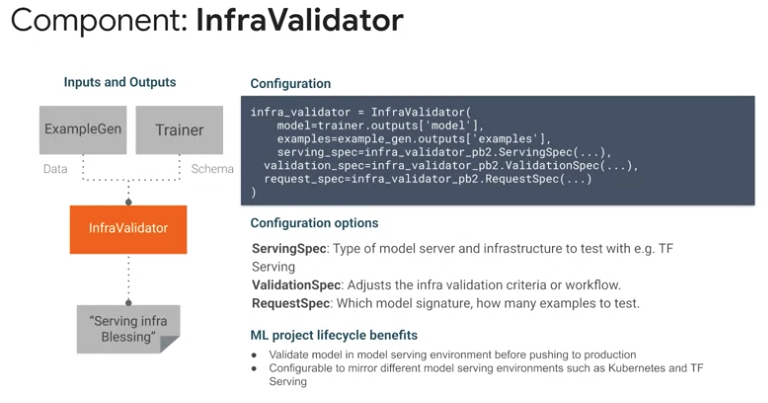 Component: InfraValidator
Inputs and Outputs
ExampleGen
Trainer
Data
Schema
InfraValidator
“Serving infra
Blessing”
Configuration
infra_validator = InfraValidator(
    model=trainer.outputs['model'],
    examples=example_gen.outputs['examples'],
    serving_spec=infra_validator_pb2.ServingSpec(...),
  validation_spec=infra_validator_pb2.ValidationSpec(...),
  request_spec=infra_validator_pb2.RequestSpec(...)
)
Configuration options
ServingSpec: Type of model server and infrastructure to test with e.g. TF
Serving
ValidationSpec: Adjusts the infra validation criteria or workflow.
RequestSpec: Which model signature, how many examples to test.
ML project lifecycle benefits
● Validate model in model serving environment before pushing to production
● Configurable to mirror different model serving environments such as Kubernetes and TF
Serving